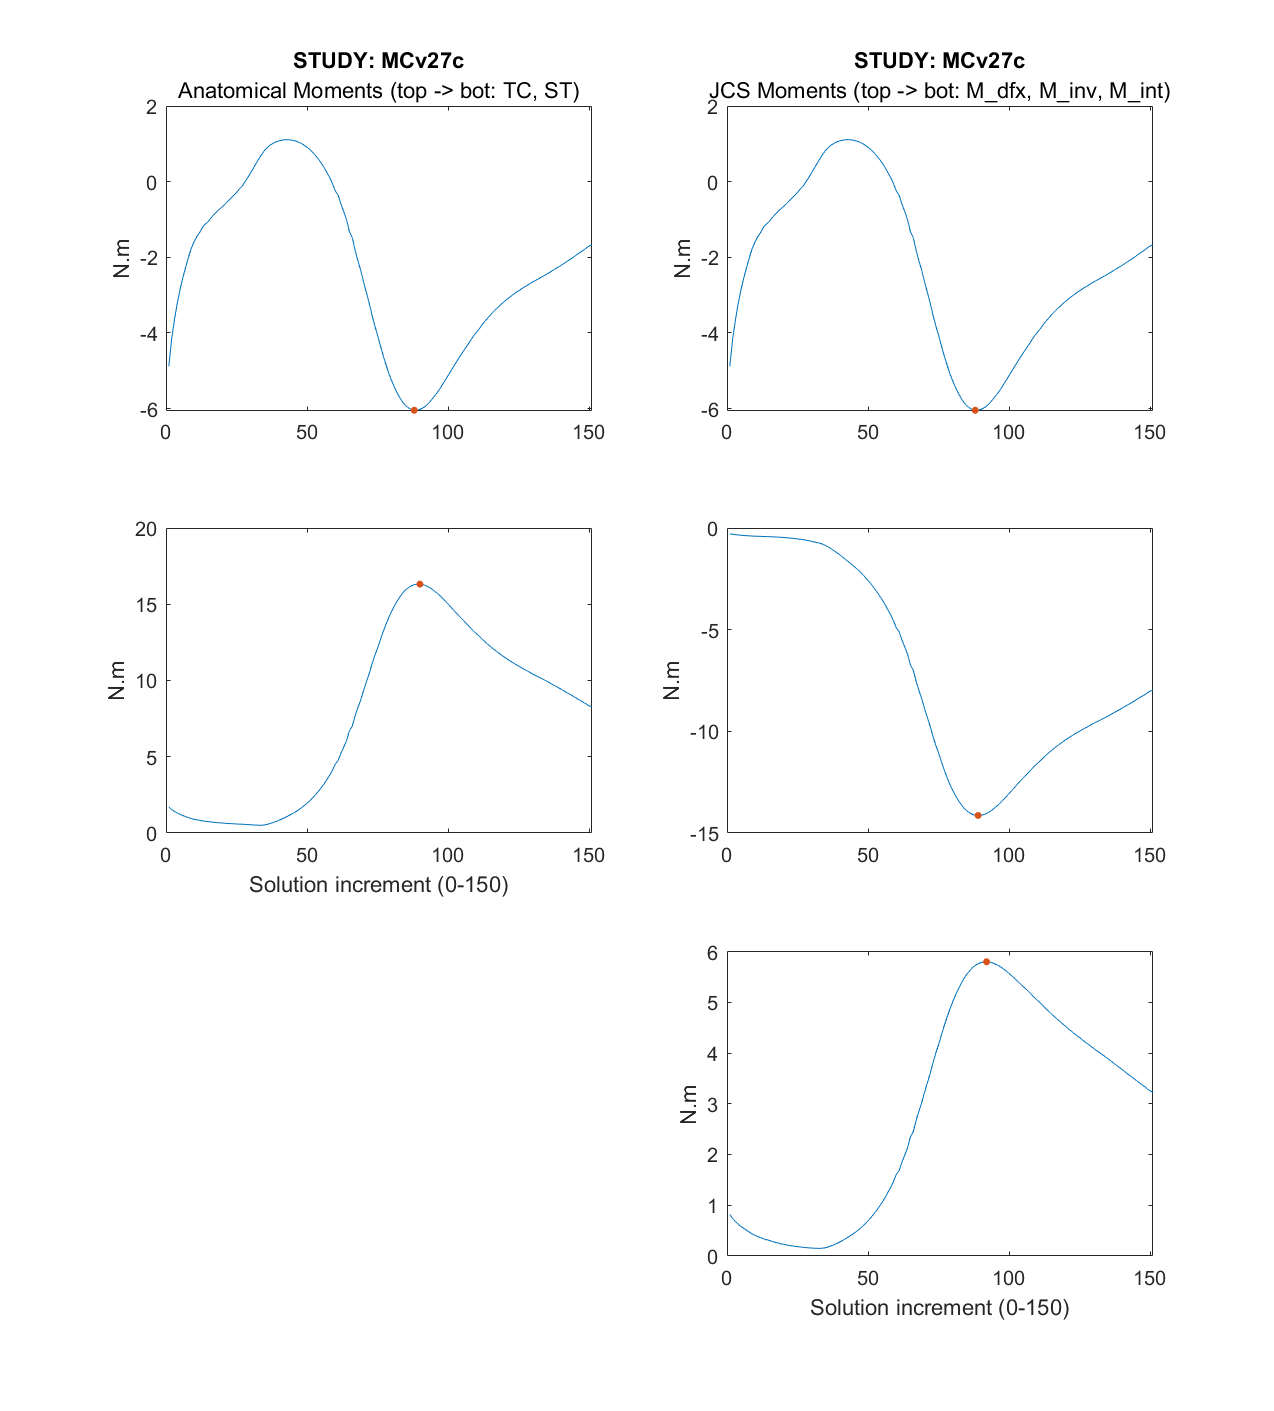 STUDY: MCv27c
Anatomical Moments (top -> bot: TC, ST)
2
0
-2
-4
-6
N.m
0 50 100 150
STUDY: MCv27c
JCS Moments (top -> bot: M_dfx, M_inv, M_int)
2
0
-2
-4
-6
N.m
0 50 100 150
20
15
10
5
0
N.m
0 50 100 150
Solution increment (0-150)
0
-5
-10
-15
N.m
0 50 100 150
6
5
4
3
2
1
0
N.m
0 50 100 150
Solution increment (0-150)